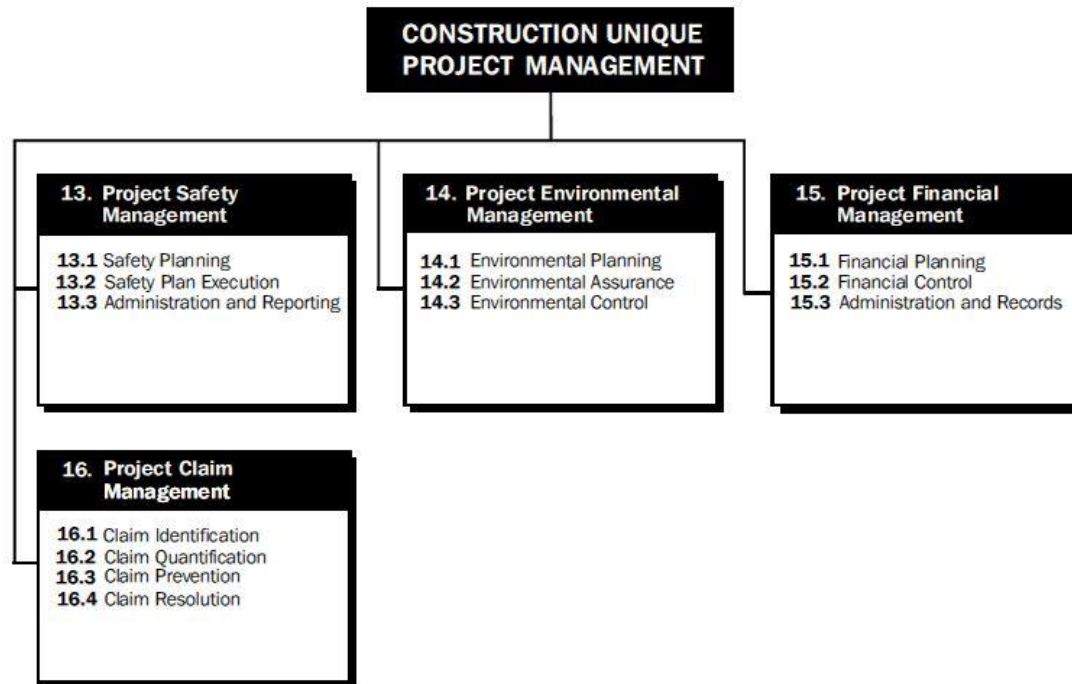 CONSTRUCTION UNIQUE
PROJECT MANAGEMENT
13. Project Safety
Management
13.1 Safety Planning
13.2 Safety Plan Execution
13.3 Administration and Reporting
14. Project Environmental
Management
14.1 Environmental Planning
14.2 Environmental Assurance
14.3 Environmental Control
15. Project Financial
Management
15.1 Financial Planning
15.2 Financial Control
15.3 Administration and Records
16. Project Claim
Management
16.1 Claim Identification
16.2 Claim Quantification
16.3 Claim Prevention
16.4 Claim Resolution